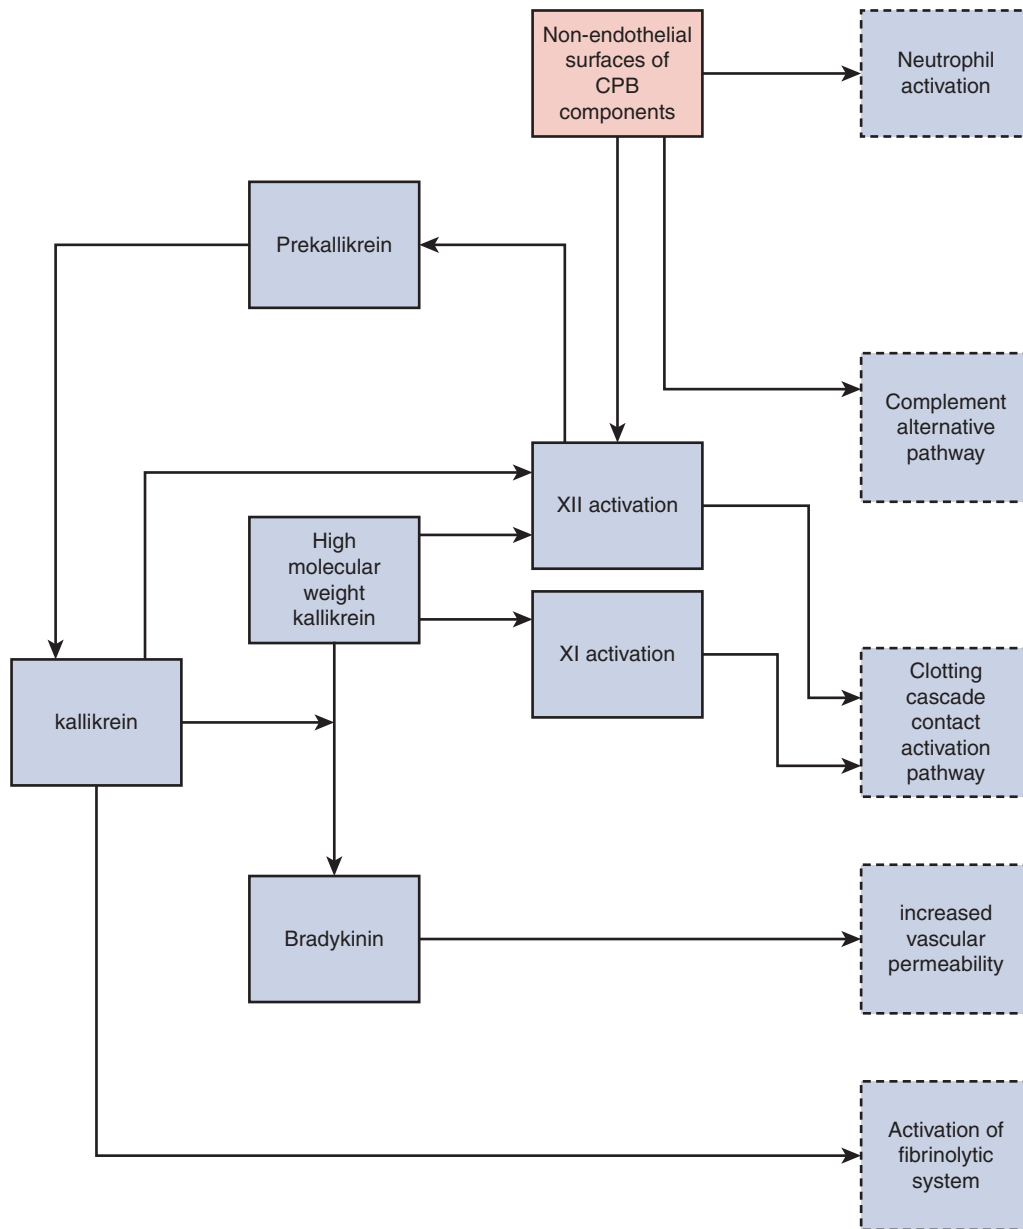 Non-endothelial
surfaces of
CPB
components
Neutrophil
activation
Prekallikrein
Complement
alternative
pathway
XII activation
High
molecular
weight
kallikrein
XI activation
kallikrein
Clotting
cascade
contact
activation
pathway
Bradykinin
increased
vascular
permeability
Activation of
fibrinolytic
system